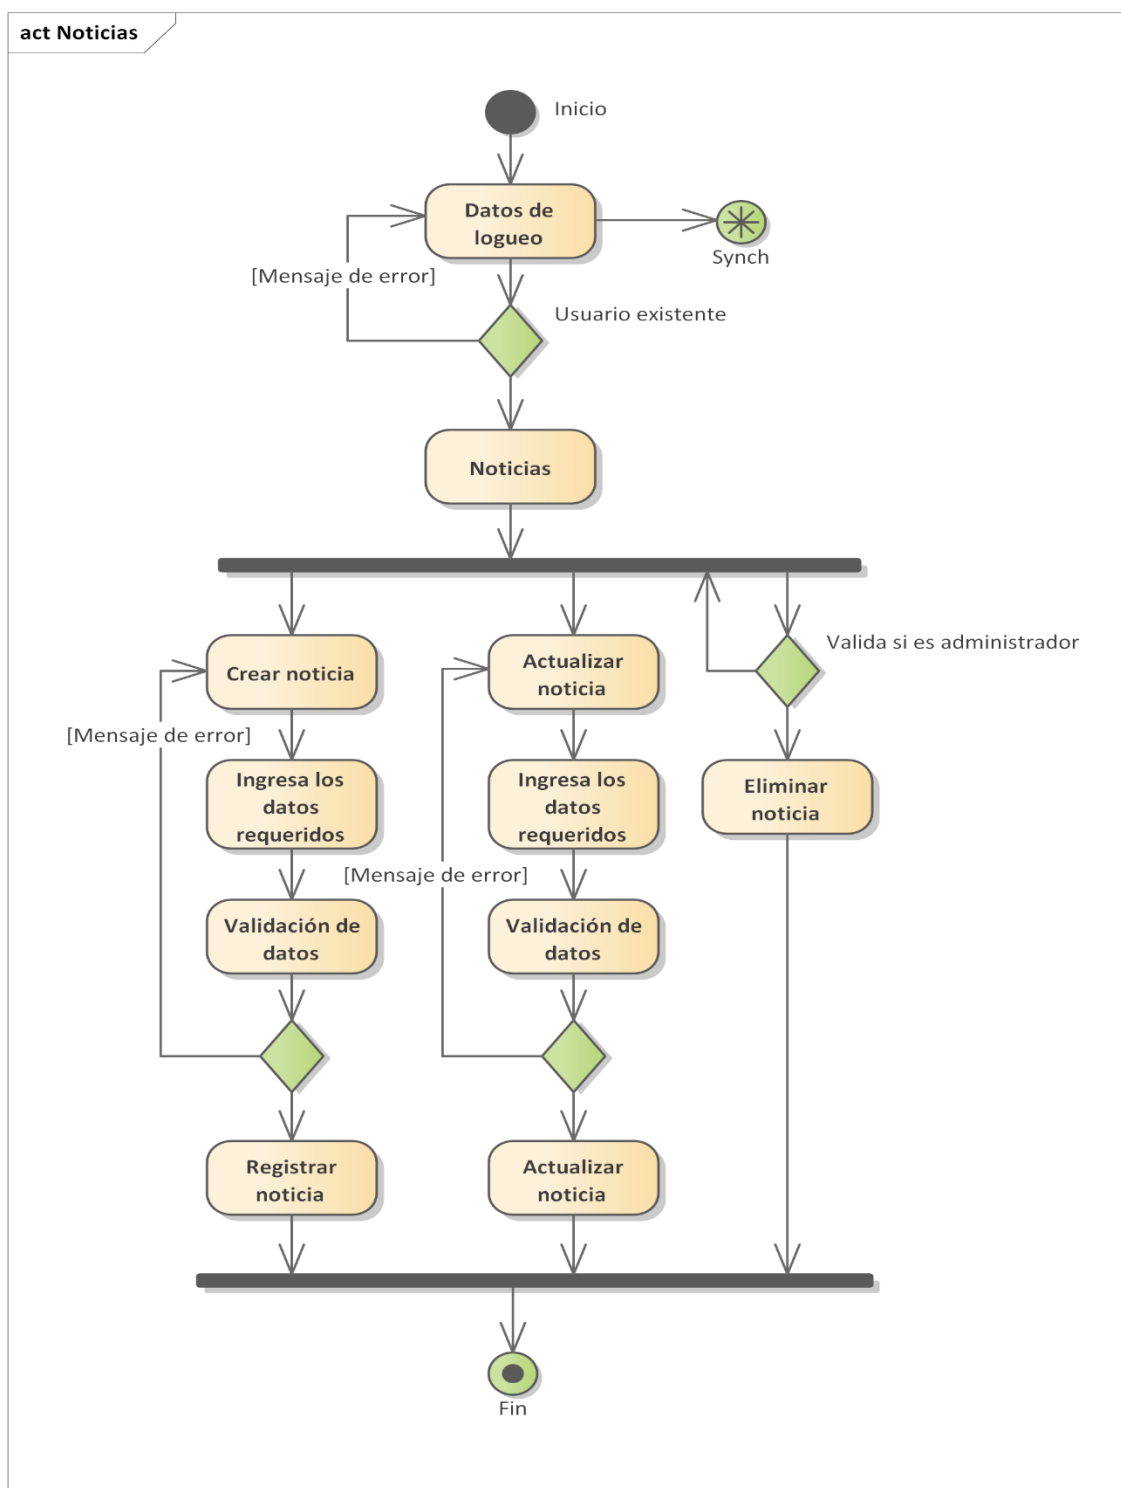 act Noticias
Inicio
Datos de
logueo
Synch
[Mensaje de error]
Usuario existente
Noticias
Crear noticia
Actualizar
noticia
Valida si es administrador
[Mensaje de error]
Ingresa los
datos
requeridos
Ingresa los
datos
requeridos
Eliminar
noticia
[Mensaje de error]
Validación de
datos
Validación de
datos
Registrar
noticia
Actualizar
noticia
Fin